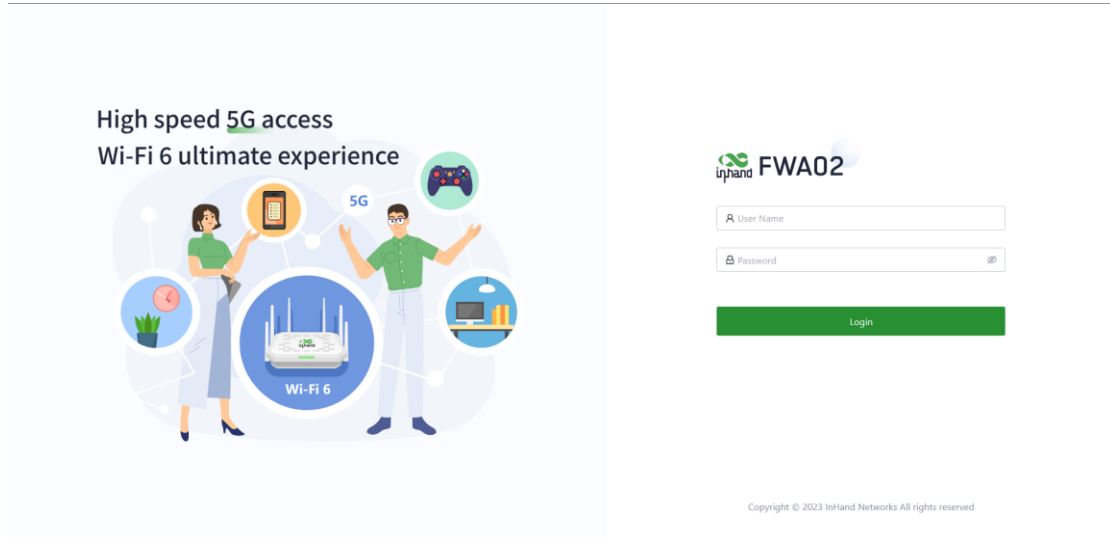 High speed 5G access
Wi-Fi 6 ultimate experience
5G
inhand
Wi-Fi 6
inhand FWA02
User Name
Password
Login
Copyright © 2023 InHand Networks All rights reserved